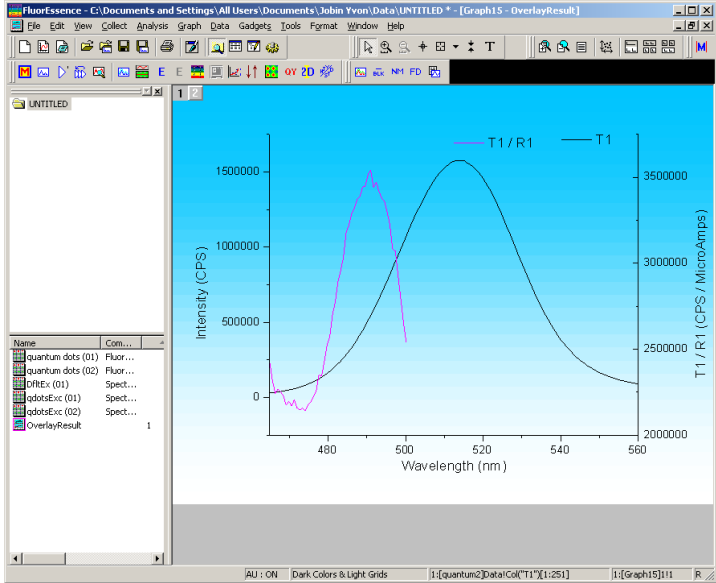 FluorEssence - C:\Documents and Settings\All Users\Documents\Jobin Yvon\Data\UNTITLED * - [Graph15 - OverlayResult]
File Edit View Collect Analysis Graph Data Gadgets Tools Format Window Help
T
M
E E QY 2D BLK NM FD
UNTITLED
1 2
T1 / R1 T1
1500000
1000000
500000
0
Intensity (CPS)
480 500 520 540 560
Wavelength (nm)
3500000
3000000
2500000
2000000
T1 / R1 (CPS / MicroAmps)
Name Com...
quantum dots (01) Fluor...
quantum dots (02) Fluor...
DfltEx (01) Spect...
qdotsExc (01) Spect...
qdotsExc (02) Spect...
OverlayResult 1
AU : ON Dark Colors & Light Grids 1:[quantum2]Data!Col("T1")[1:251] 1:[Graph15]1!1 R